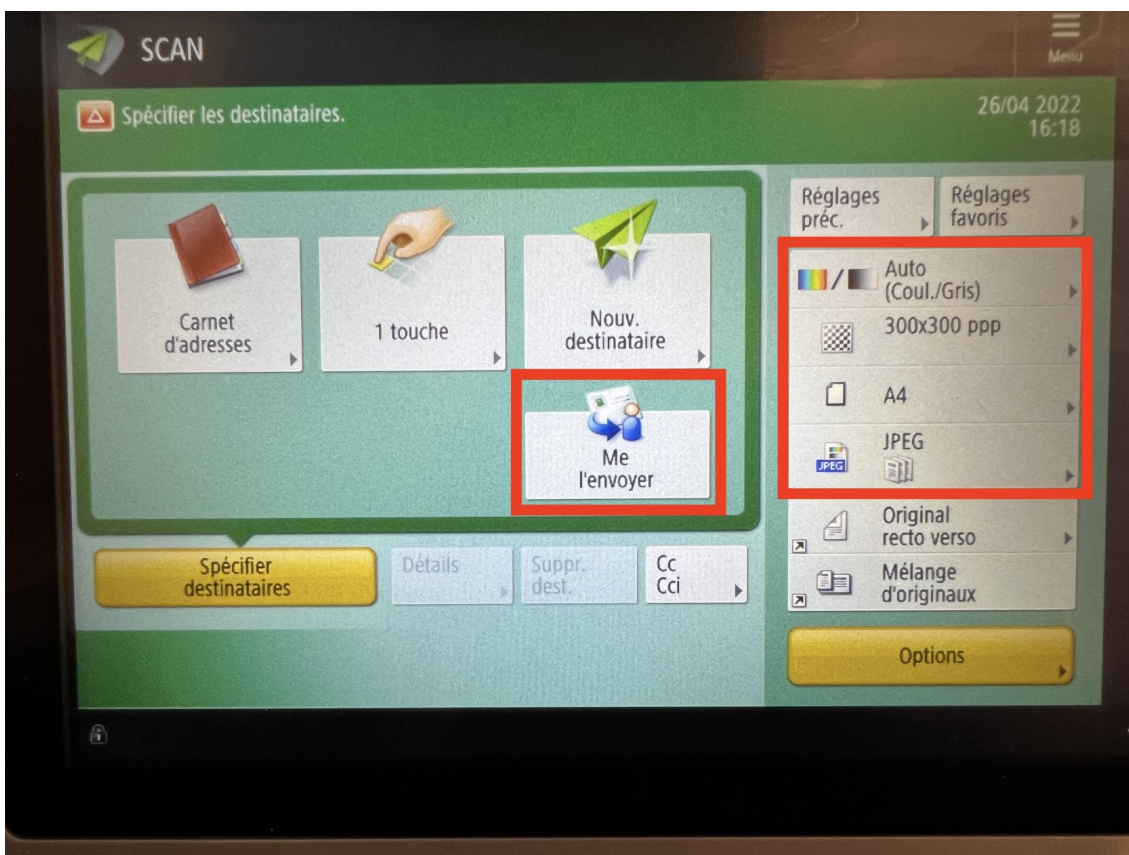 SCAN
Menu
Spécifier les destinataires.
26/04 2022
16:18
Réglages
préc.
Réglages
favoris
Carnet
d'adresses
1 touche
Nouv.
destinataire
Me
l'envoyer
Auto
(Coul./Gris)
300x300 ppp
A4
JPEG
JPEG
Original
recto verso
Mélange
d'originaux
Spécifier
destinataires
Détails
Suppr.
dest.
Cc
Cci
Options